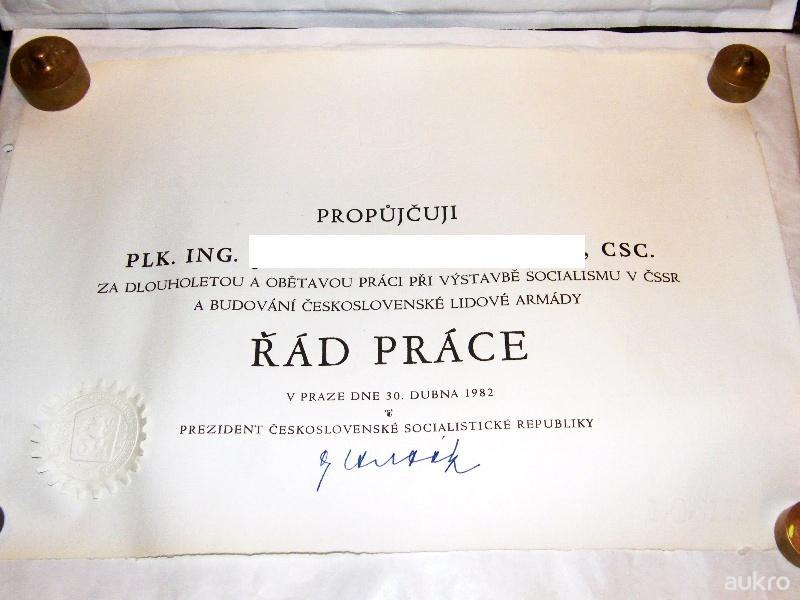 PROPŮJČUJI
PLK. ING. , CSC.
ZA DLOUHOLETOU A OBĚTAVOU PRÁCI PŘI VÝSTAVBĚ SOCIALISMU V ČSSR
A BUDOVÁNÍ ČESKOSLOVENSKÉ LIDOVÉ ARMÁDY
ŘÁD PRÁCE
V PRAZE DNE 30. DUBNA 1982
PREZIDENT ČESKOSLOVENSKÉ SOCIALISTICKÉ REPUBLIKY
aukro